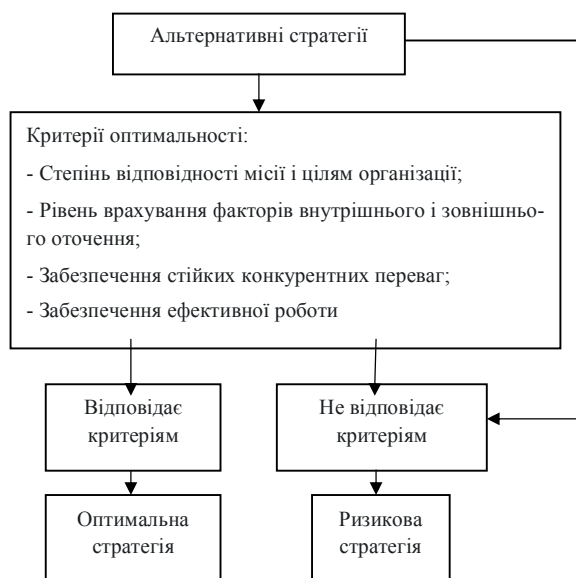 Альтернативні стратегії
Критерії оптимальності:
- Степінь відповідності місії і цілям організації;
- Рівень врахування факторів внутрішнього і зовнішньо-
го оточення;
- Забезпечення стійких конкурентних переваг;
- Забезпечення ефективної роботи
Відповідає
критеріям
Не відповідає
критеріям
Оптимальна
стратегія
Ризикова
стратегія